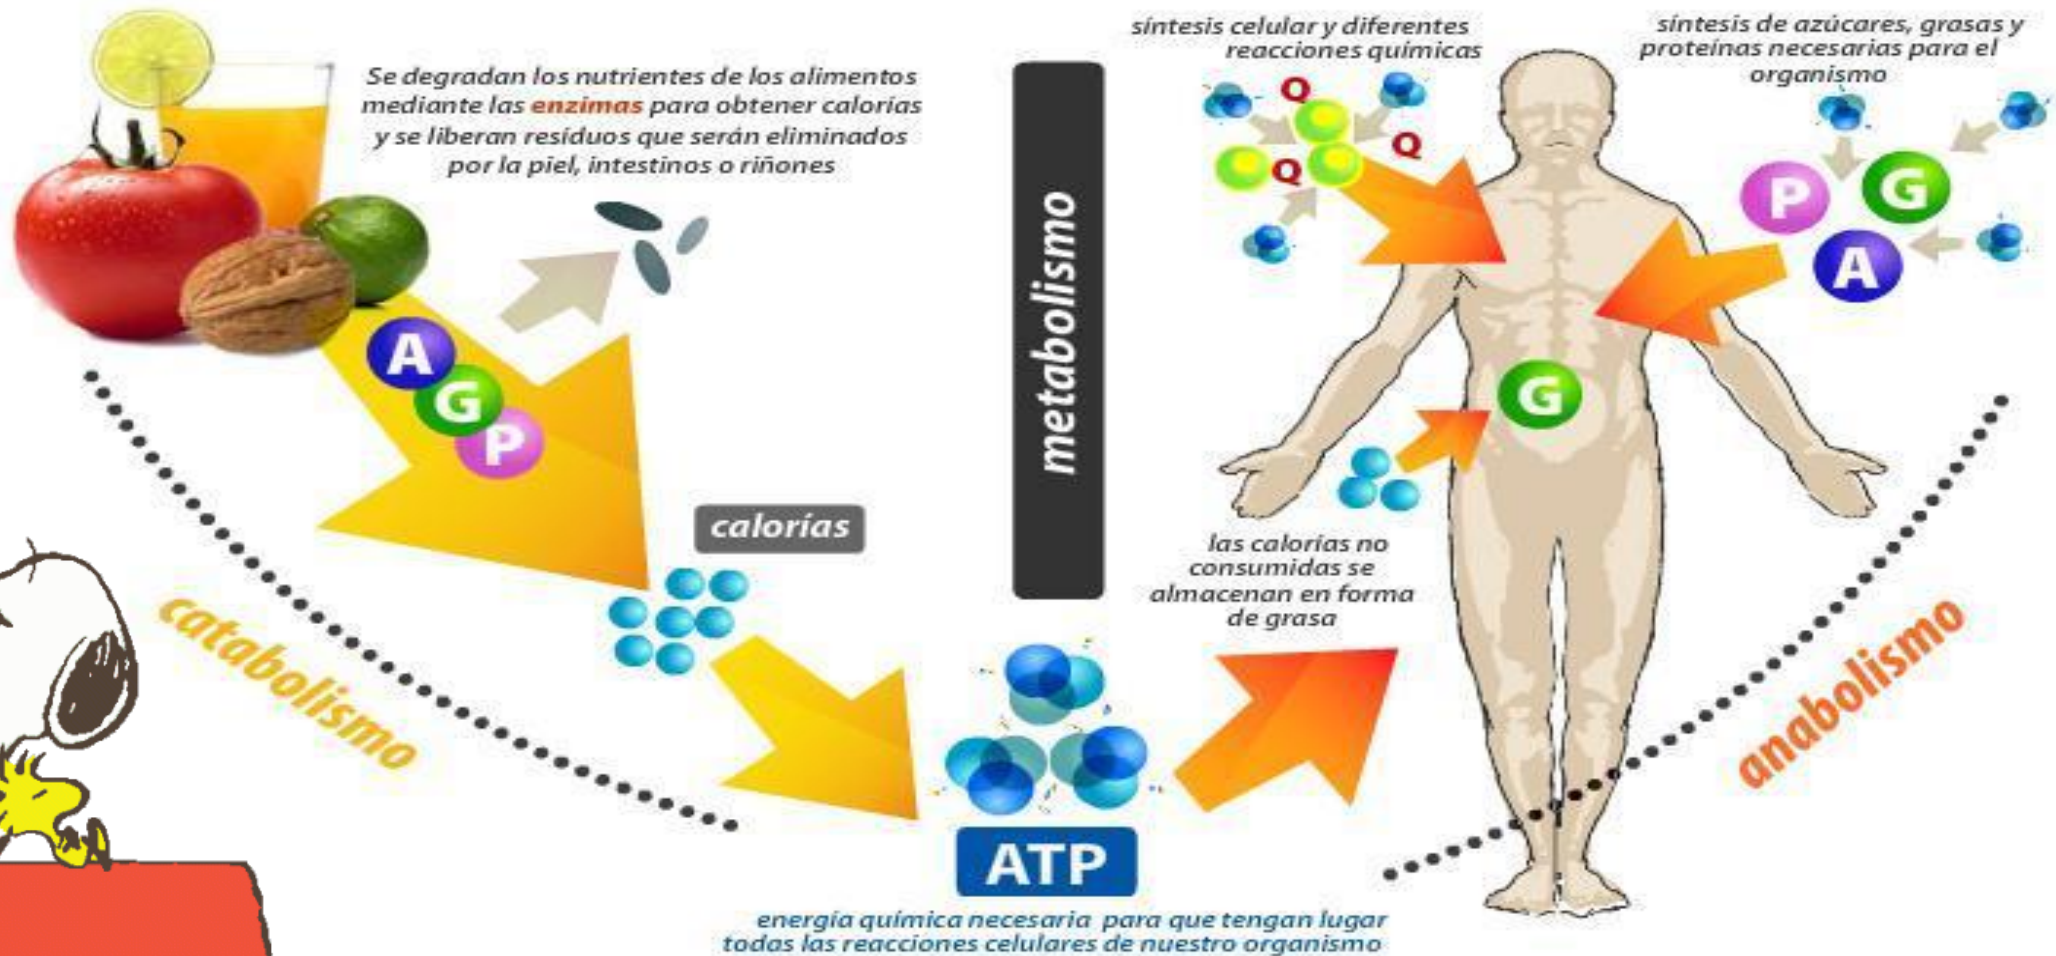 Se degradan los nutrientes de los alimentos
mediante las enzimas para obtener calorías
y se liberan resíduos que serán eliminados
por la piel, intestinos o riñones
A
G
P
calorías
catabolismo
metabolismo
ATP
energía química necesaria para que tengan lugar
todas las reacciones celulares de nuestro organismo
síntesis celular y diferentes
reacciones químicas
Q
Q
Q
síntesis de azúcares, grasas y
proteínas necesarias para el
organismo
P
G
A
G
las calorías no
consumidas se
almacenan en forma
de grasa
anabolismo